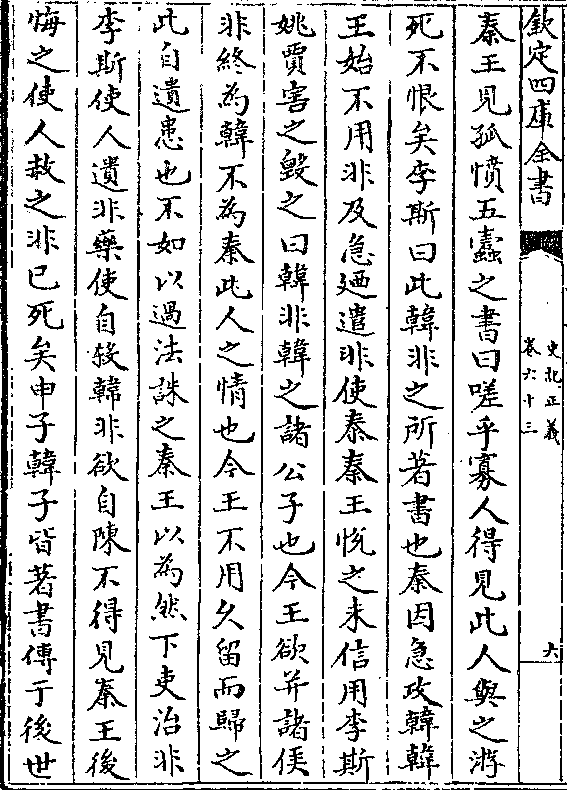 欽定四庫全書
史記正義
卷六十三
六
秦王見孤憤五蠹之書曰嗟乎寡人得見此人與之游
死不恨矣李斯曰此韓非之所著書也秦因急攻韓韓
王始不用非及急廼遣非使秦秦王悅之未信用李斯
姚賈害之毀之曰韓非韓之諸公子也今王欲并諸侯
非終為韓不為秦此人之情也今王不用久留而歸之
此自遺患也不如以過法誅之秦王以為然下吏治非
李斯使人遺非藥使自殺韓非欲自陳不得見秦王後
悔之使人赦之非已死矣申子韓子皆著書傳于後世